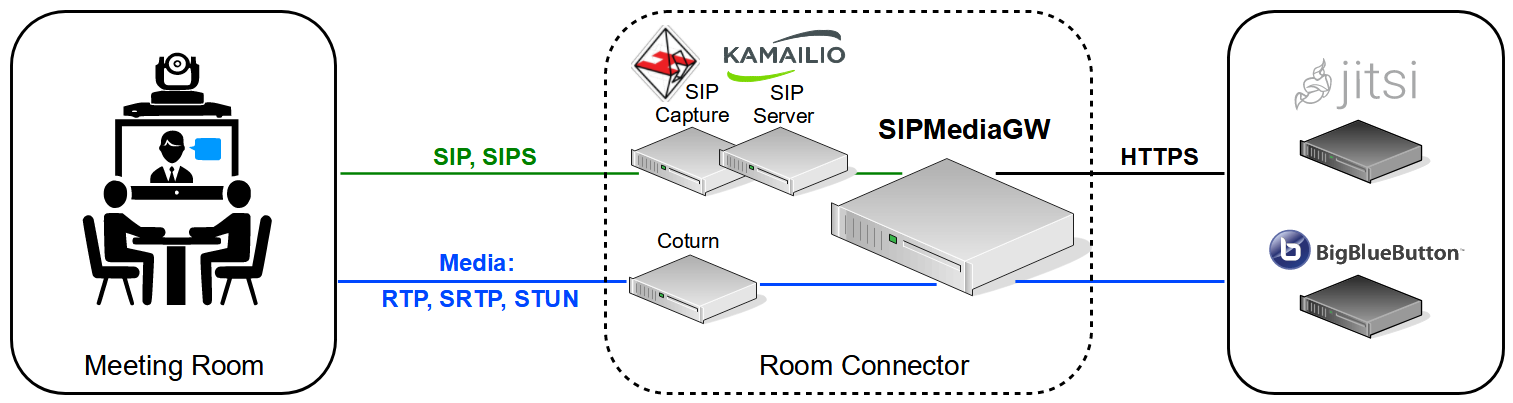 KAMAILIO
SIP
Capture
SIP
Server
SIPMediaGW
jitsi
SIP, SIPS
HTTPS
Coturn
Media:
RTP, SRTP, STUN
b BigBlueButton™
Meeting Room
Room Connector